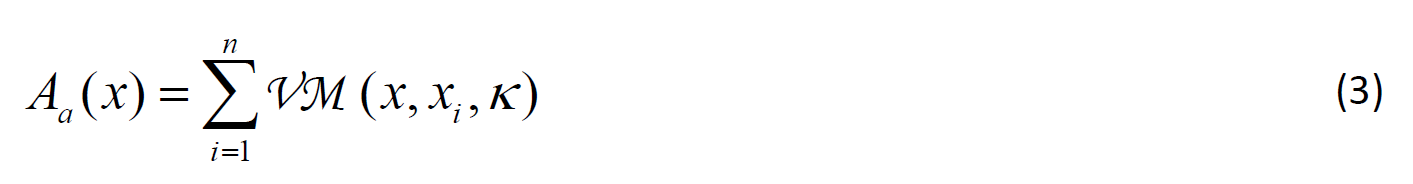 $A_a(x) = \sum_{i=1}^{n} \mathcal{VM}(x, x_i, \kappa)$ (3)